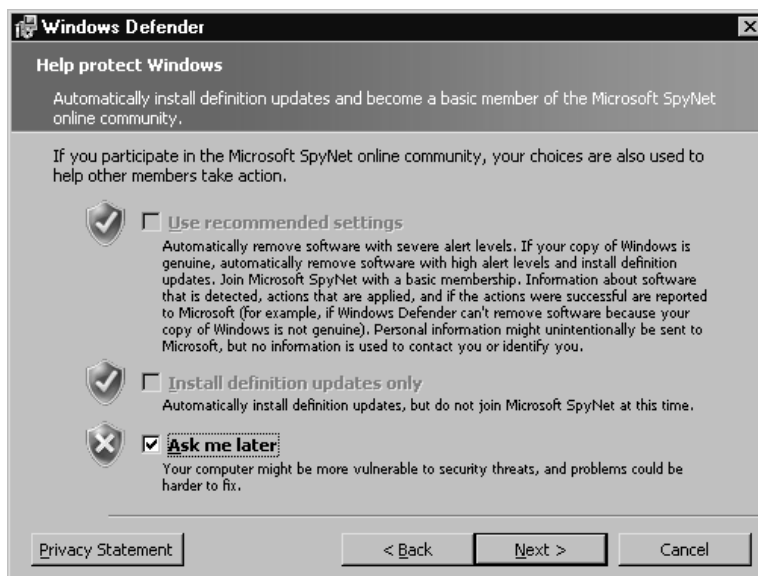 Windows Defender
Help protect Windows
Automatically install definition updates and become a basic member of the Microsoft SpyNet
online community.
If you participate in the Microsoft SpyNet online community, your choices are also used to
help other members take action.
Use recommended settings
Automatically remove software with severe alert levels. If your copy of Windows is
genuine, automatically remove software with high alert levels and install definition
updates. Join Microsoft SpyNet with a basic membership. Information about software
that is detected, actions that are applied, and if the actions were successful are reported
to Microsoft (for example, if Windows Defender can't remove software because your
copy of Windows is not genuine). Personal information might unintentionally be sent to
Microsoft, but no information is used to contact you or identify you.
Install definition updates only
Automatically install definition updates, but do not join Microsoft SpyNet at this time.
Ask me later
Your computer might be more vulnerable to security threats, and problems could be
harder to fix.
Privacy Statement
< Back
Next >
Cancel